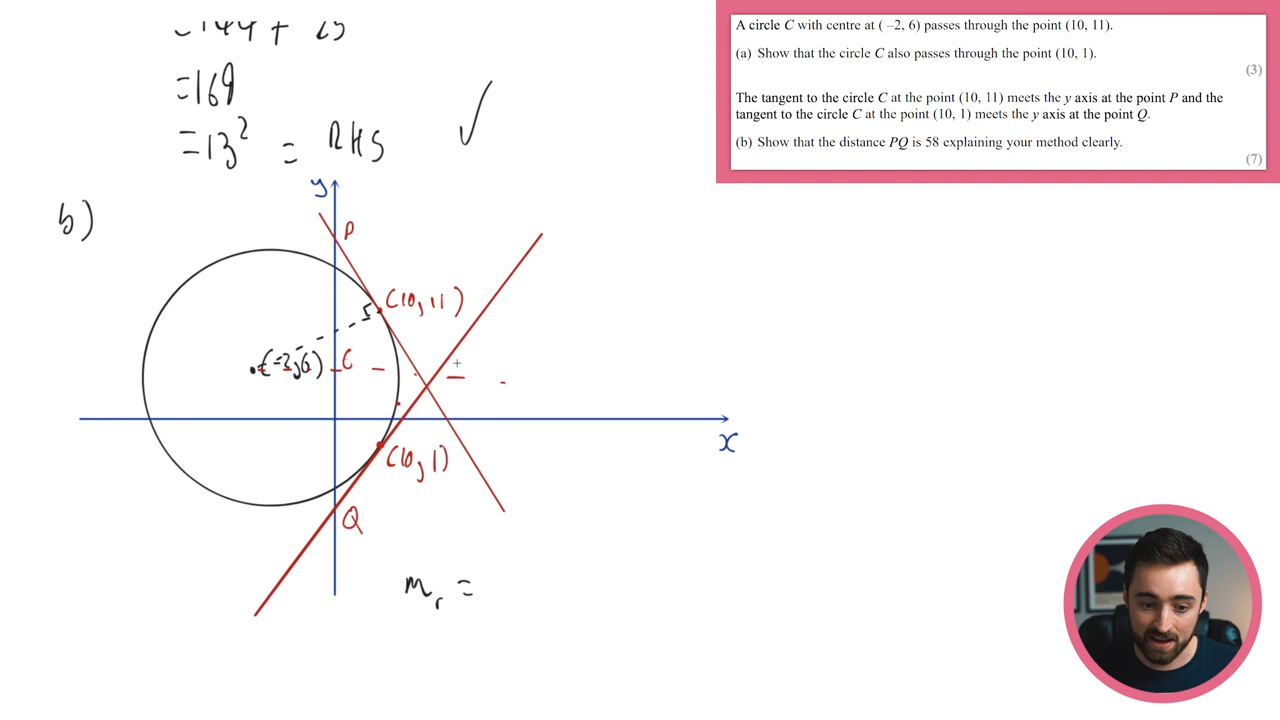 =169
=13² = RHS
A circle C with centre at ( –2, 6) passes through the point (10, 11).
(a) Show that the circle C also passes through the point (10, 1).
(3)
The tangent to the circle C at the point (10, 11) meets the y axis at the point P and the
tangent to the circle C at the point (10, 1) meets the y axis at the point Q.
(b) Show that the distance PQ is 58 explaining your method clearly.
(7)
b)
y
P
(10, 11)
(-2, 6)
C
x
(10, 1)
Q
mᵣ =